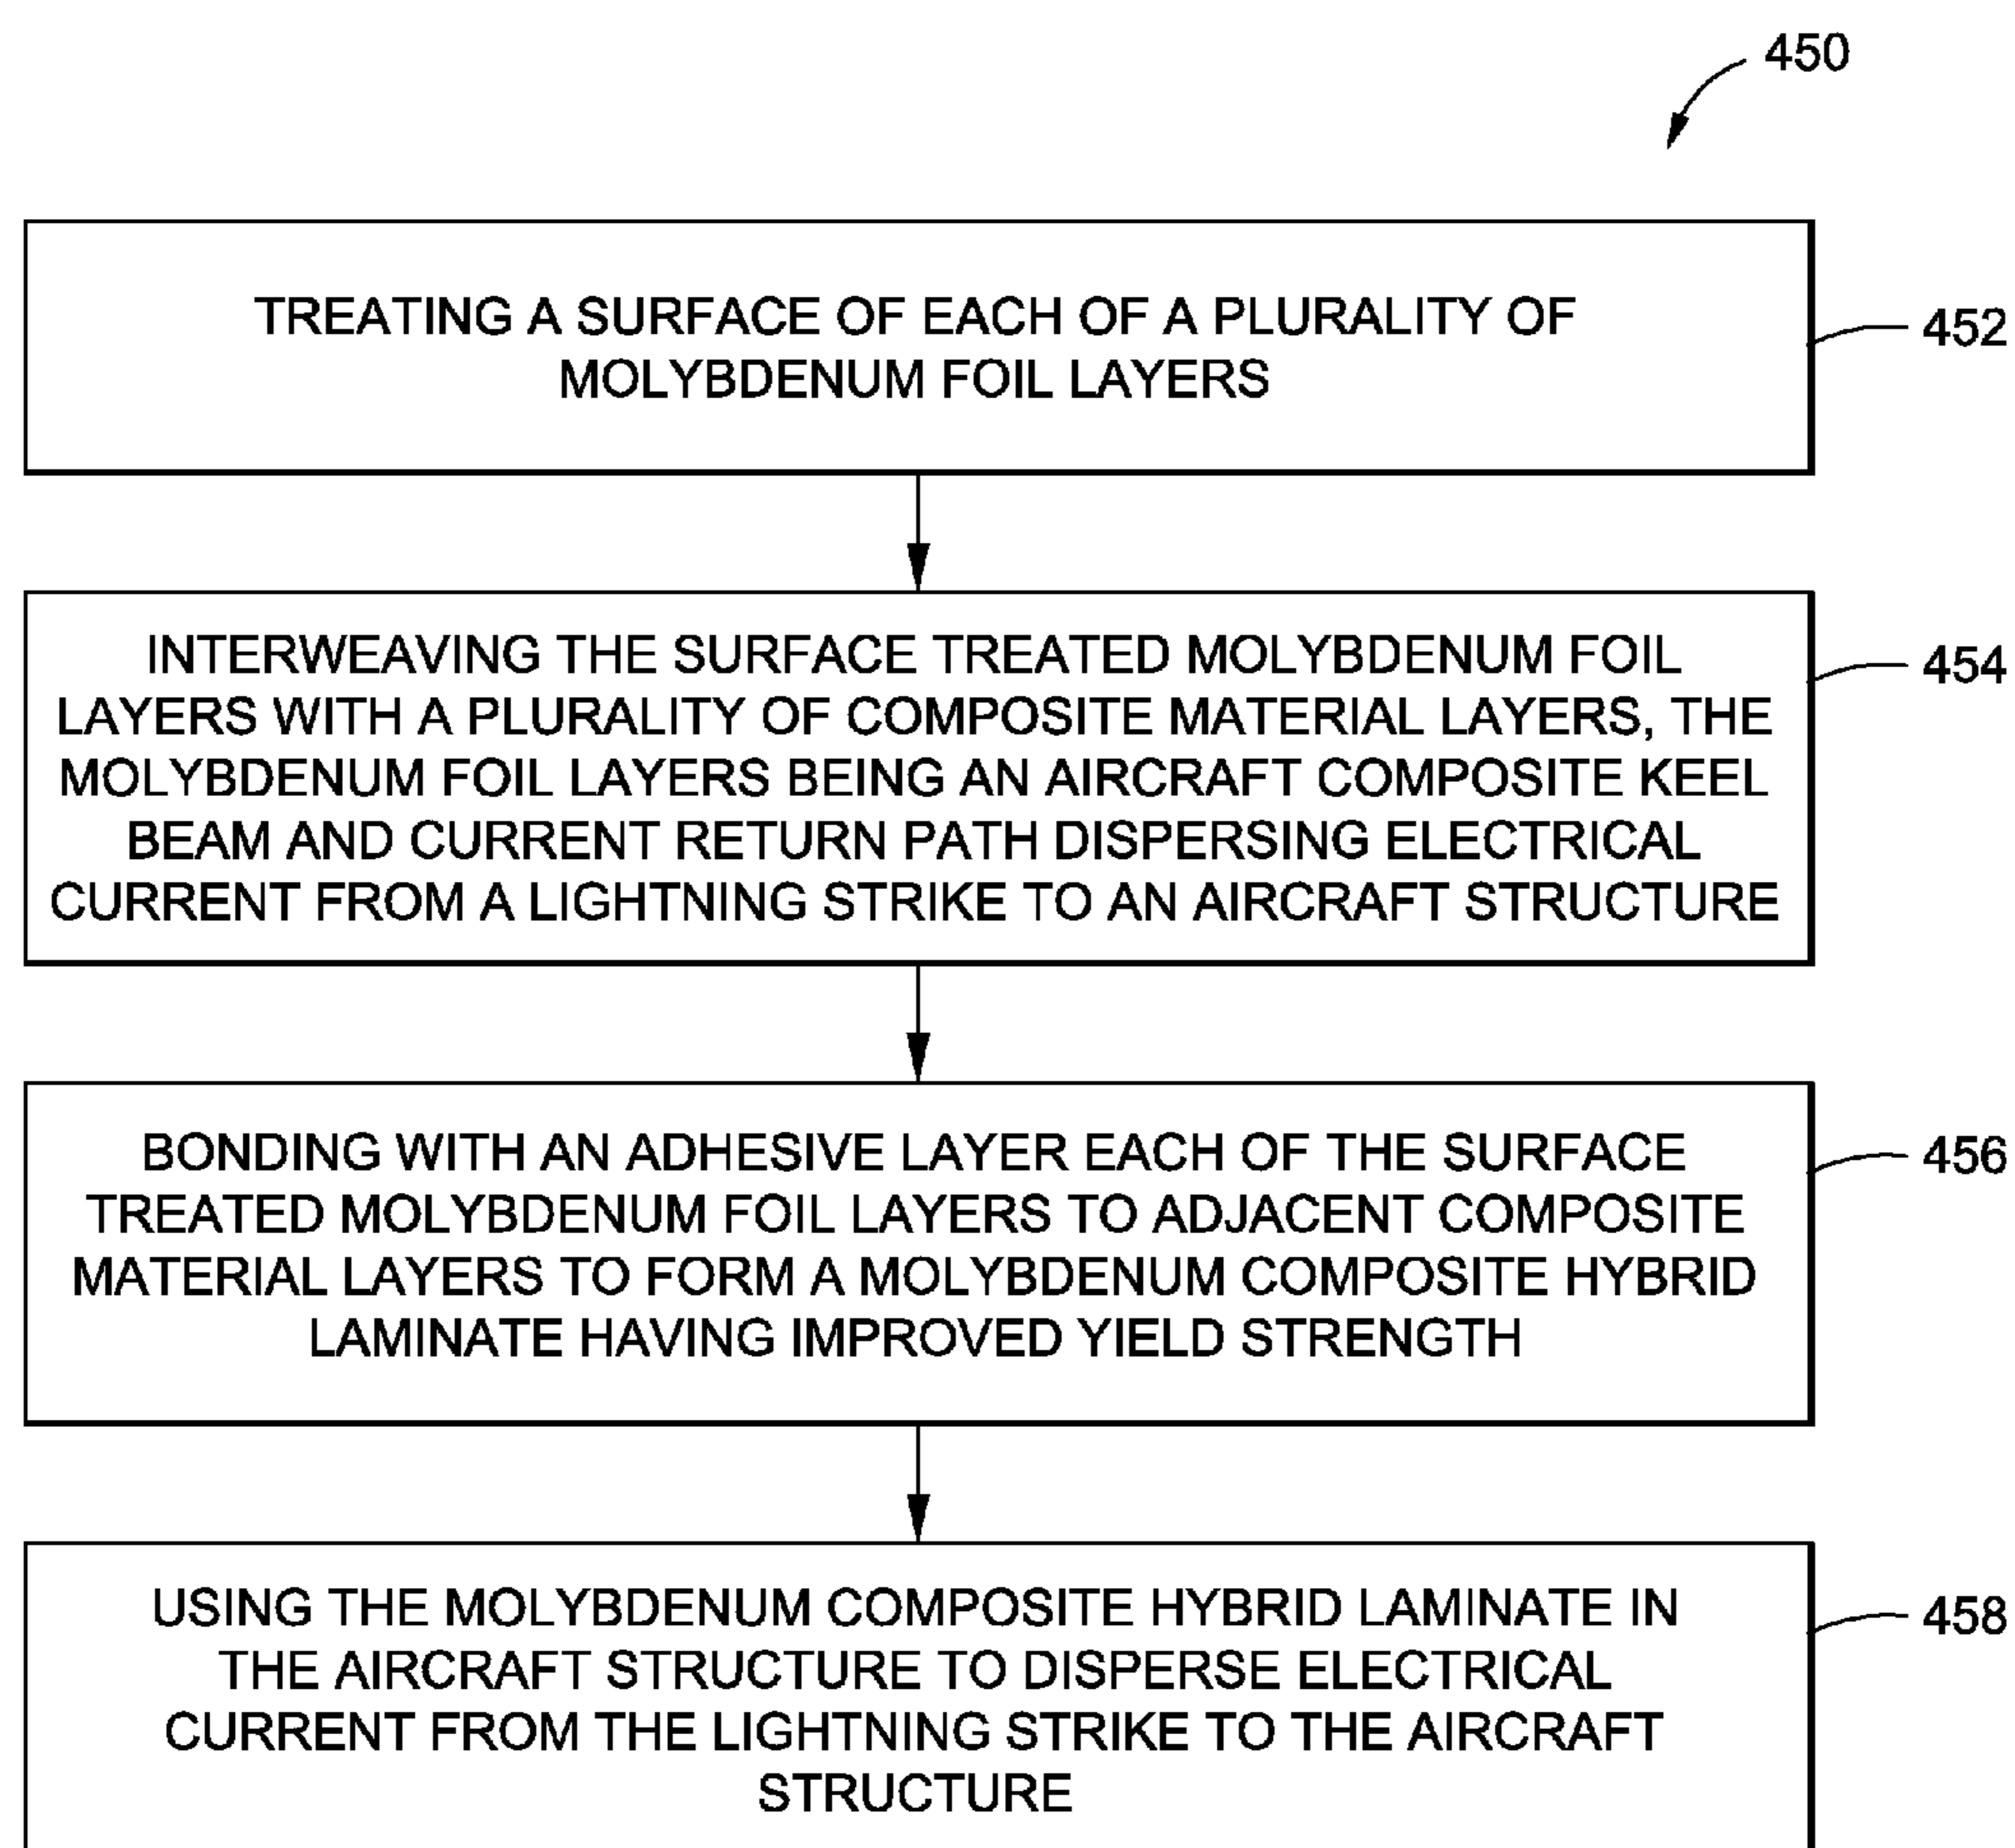 450
TREATING A SURFACE OF EACH OF A PLURALITY OF
MOLYBDENUM FOIL LAYERS
452
INTERWEAVING THE SURFACE TREATED MOLYBDENUM FOIL
LAYERS WITH A PLURALITY OF COMPOSITE MATERIAL LAYERS, THE
MOLYBDENUM FOIL LAYERS BEING AN AIRCRAFT COMPOSITE KEEL
BEAM AND CURRENT RETURN PATH DISPERSING ELECTRICAL
CURRENT FROM A LIGHTNING STRIKE TO AN AIRCRAFT STRUCTURE
454
BONDING WITH AN ADHESIVE LAYER EACH OF THE SURFACE
TREATED MOLYBDENUM FOIL LAYERS TO ADJACENT COMPOSITE
MATERIAL LAYERS TO FORM A MOLYBDENUM COMPOSITE HYBRID
LAMINATE HAVING IMPROVED YIELD STRENGTH
456
USING THE MOLYBDENUM COMPOSITE HYBRID LAMINATE IN
THE AIRCRAFT STRUCTURE TO DISPERSE ELECTRICAL
CURRENT FROM THE LIGHTNING STRIKE TO THE AIRCRAFT
STRUCTURE
458